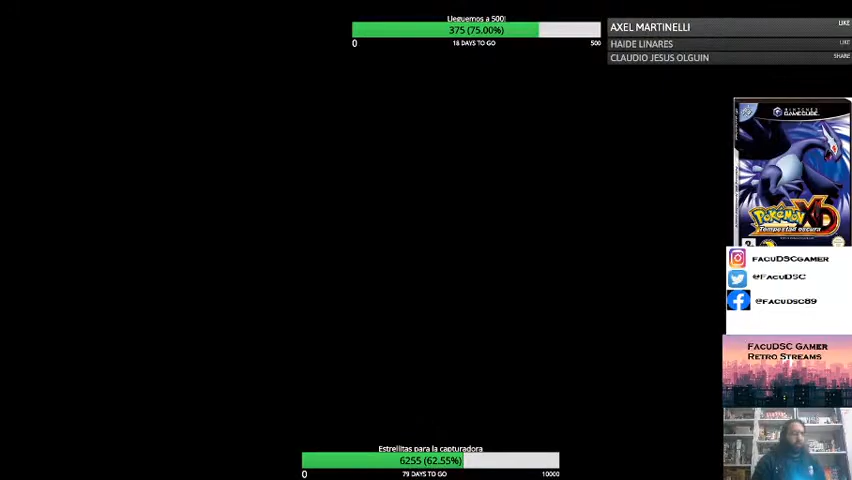 Lleguemos a 500!
375 (75.00%)
0
18 DAYS TO GO
500
AXEL MARTINELLI
LIKE
HAIDE LINARES
LIKE
CLAUDIO JESUS OLGUIN
SHARE
NINTENDO
GAMECUBE
POKéMON XD
Tempestad oscura
FACUDSCGAMER
@FACUDSC
@FACUDSC89
FACUDSC GAMER
RETRO STREAMS
Estrellitas para la capturadora
6255 (62.55%)
0
79 DAYS TO GO
10000